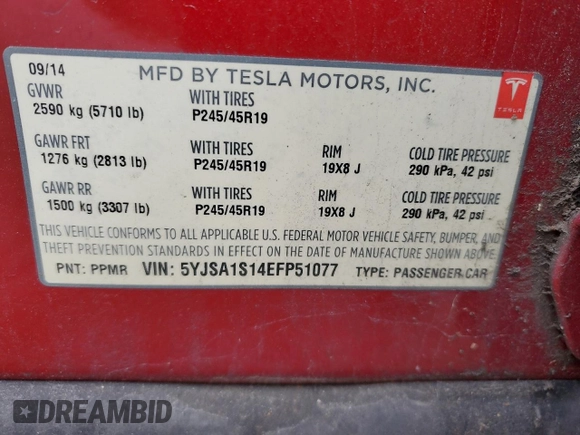 09/14
MFD BY TESLA MOTORS, INC.
TESLA
GVWR WITH TIRES
2590 kg (5710 lb) P245/45R19
GAWR FRT WITH TIRES RIM COLD TIRE PRESSURE
1276 kg (2813 lb) P245/45R19 19X8 J 290 kPa, 42 psi
GAWR RR WITH TIRES RIM COLD TIRE PRESSURE
1500 kg (3307 lb) P245/45R19 19X8 J 290 kPa, 42 psi
THIS VEHICLE CONFORMS TO ALL APPLICABLE U.S. FEDERAL MOTOR VEHICLE SAFETY, BUMPER, AND
THEFT PREVENTION STANDARDS IN EFFECT ON THE DATE OF MANUFACTURE SHOWN ABOVE.
PNT: PPMR VIN: 5YJSA1S14EFP51077 TYPE: PASSENGER CAR
DREAMBID